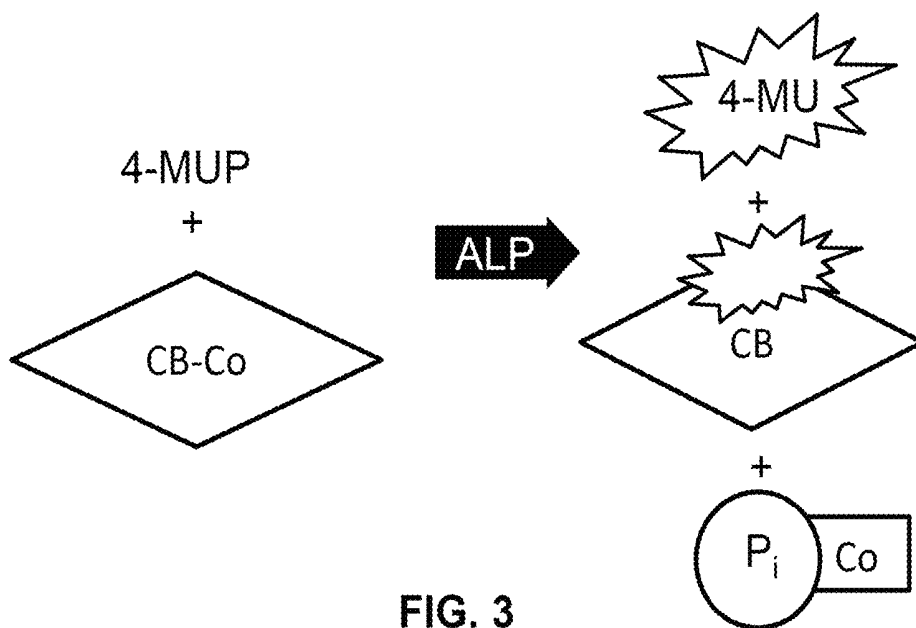 4-MUP
+
CB-Co
ALP
4-MU
+
CB
+
Pi Co
FIG. 3